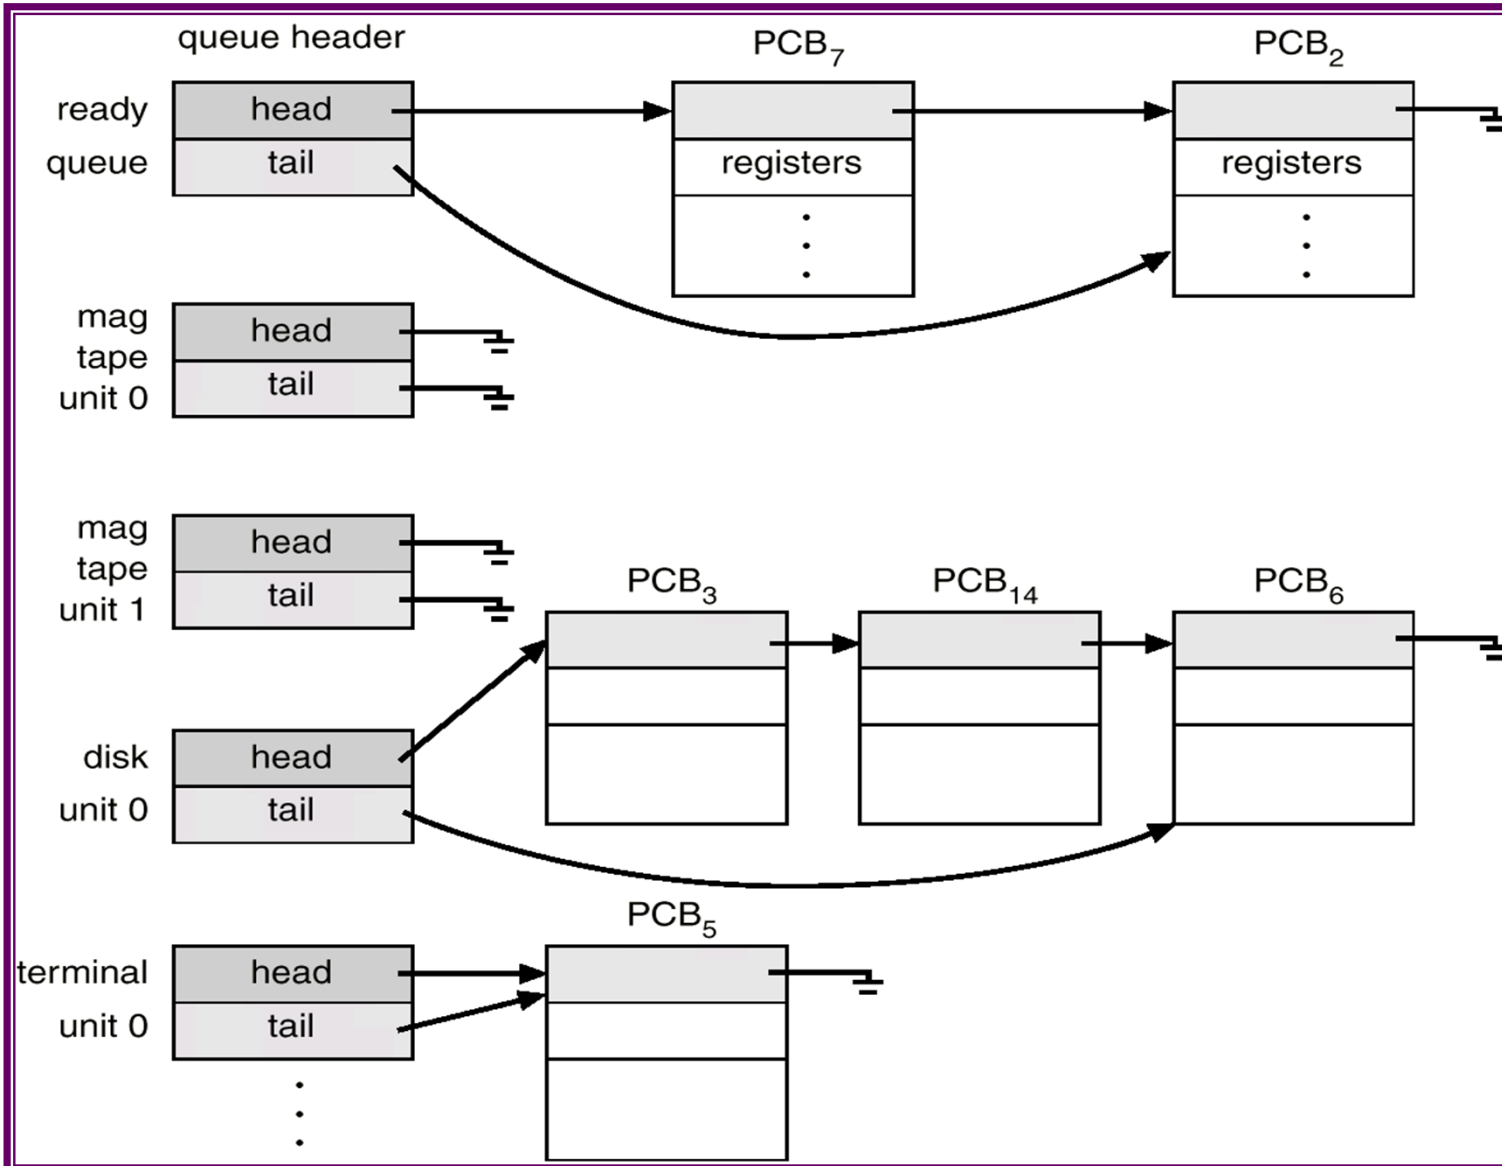 queue header
PCB7
PCB2
ready
head
queue
tail
registers
registers
mag
tape
unit 0
head
tail
mag
tape
unit 1
head
tail
PCB3
PCB14
PCB6
disk
head
unit 0
tail
PCB5
terminal
head
unit 0
tail